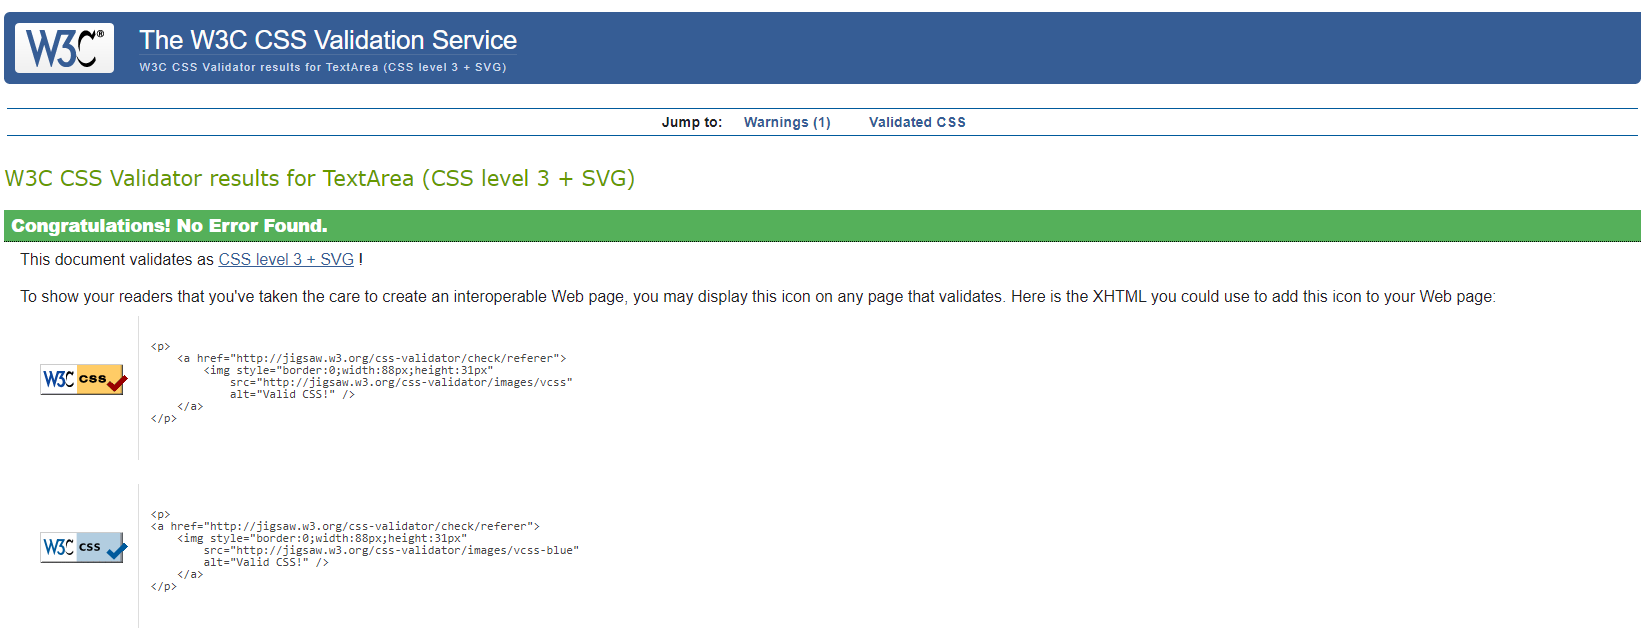 W3C® The W3C CSS Validation Service
W3C CSS Validator results for TextArea (CSS level 3 + SVG)
Jump to: Warnings (1) Validated CSS
W3C CSS Validator results for TextArea (CSS level 3 + SVG)
Congratulations! No Error Found.
This document validates as CSS level 3 + SVG !
To show your readers that you've taken the care to create an interoperable Web page, you may display this icon on any page that validates. Here is the XHTML you could use to add this icon to your Web page:
<p>
<a href="http://jigsaw.w3.org/css-validator/check/referer">
<img style="border:0;width:88px;height:31px"
W3C css
src="http://jigsaw.w3.org/css-validator/images/vcss"
alt="Valid CSS!" />
</a>
</p>
<p>
<a href="http://jigsaw.w3.org/css-validator/check/referer">
<img style="border:0;width:88px;height:31px"
W3C css
src="http://jigsaw.w3.org/css-validator/images/vcss-blue"
alt="Valid CSS!" />
</a>
</p>